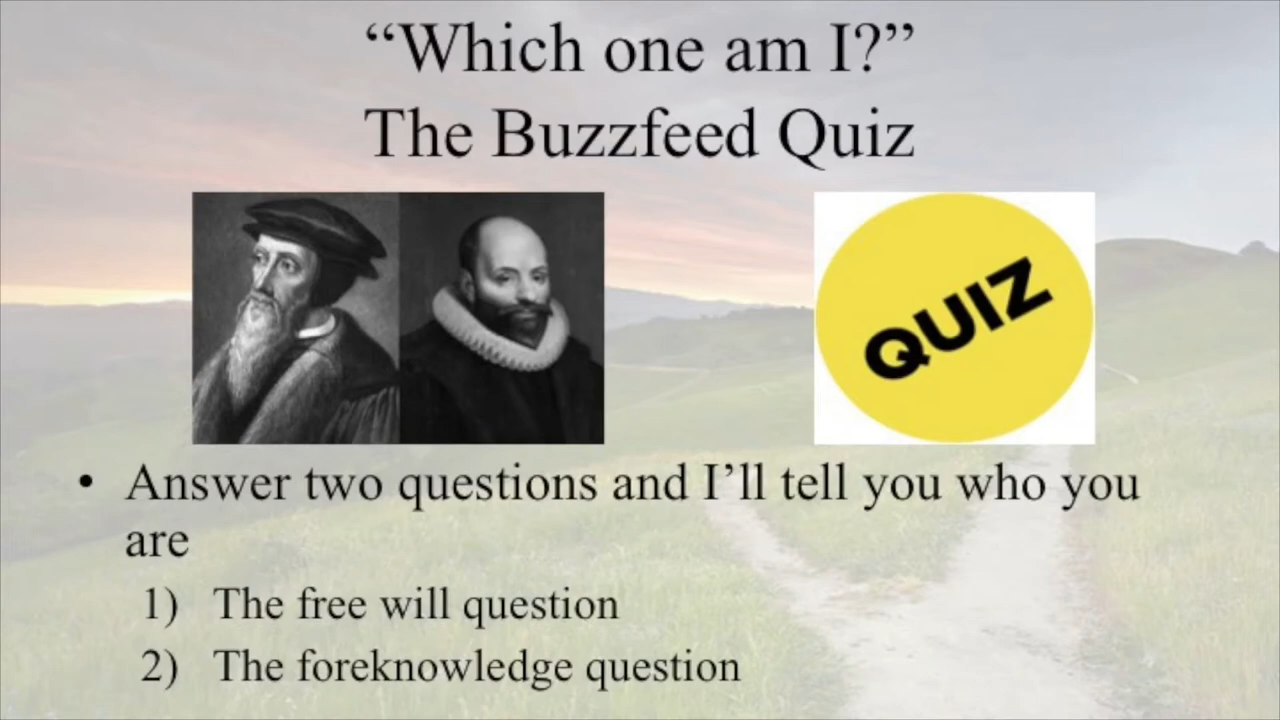 “Which one am I?”
The Buzzfeed Quiz
QUIZ
• Answer two questions and I’ll tell you who you
are
1) The free will question
2) The foreknowledge question